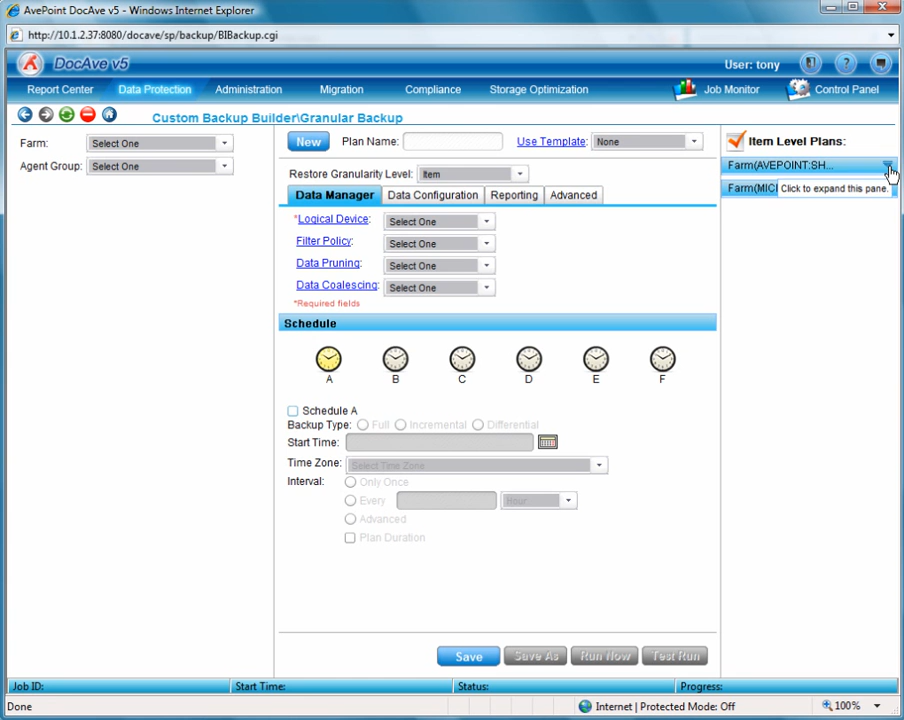 AvePoint DocAve v5 - Windows Internet Explorer
http://10.1.2.37:8080/docave/sp/backup/BIBackup.cgi
DocAve v5
User: tony
?
Report Center
Data Protection
Administration
Migration
Compliance
Storage Optimization
Job Monitor
Control Panel
Custom Backup Builder\Granular Backup
Farm:
Select One
Agent Group:
Select One
New
Plan Name:
Use Template:
None
Restore Granularity Level:
Item
Data Manager
Data Configuration
Reporting
Advanced
*Logical Device:
Select One
Filter Policy:
Select One
Data Pruning:
Select One
Data Coalescing:
Select One
*Required fields
Schedule
A
B
C
D
E
F
Schedule A
Backup Type:
Full
Incremental
Differential
Start Time:
Time Zone:
Select Time Zone
Interval:
Only Once
Every
Hour
Advanced
Plan Duration
Save
Save As
Run Now
Test Run
Item Level Plans:
Farm(AVEPOINT:SH...
Farm(MICI
Click to expand this pane.
Job ID:
Start Time:
Status:
Progress:
Done
Internet | Protected Mode: Off
100%